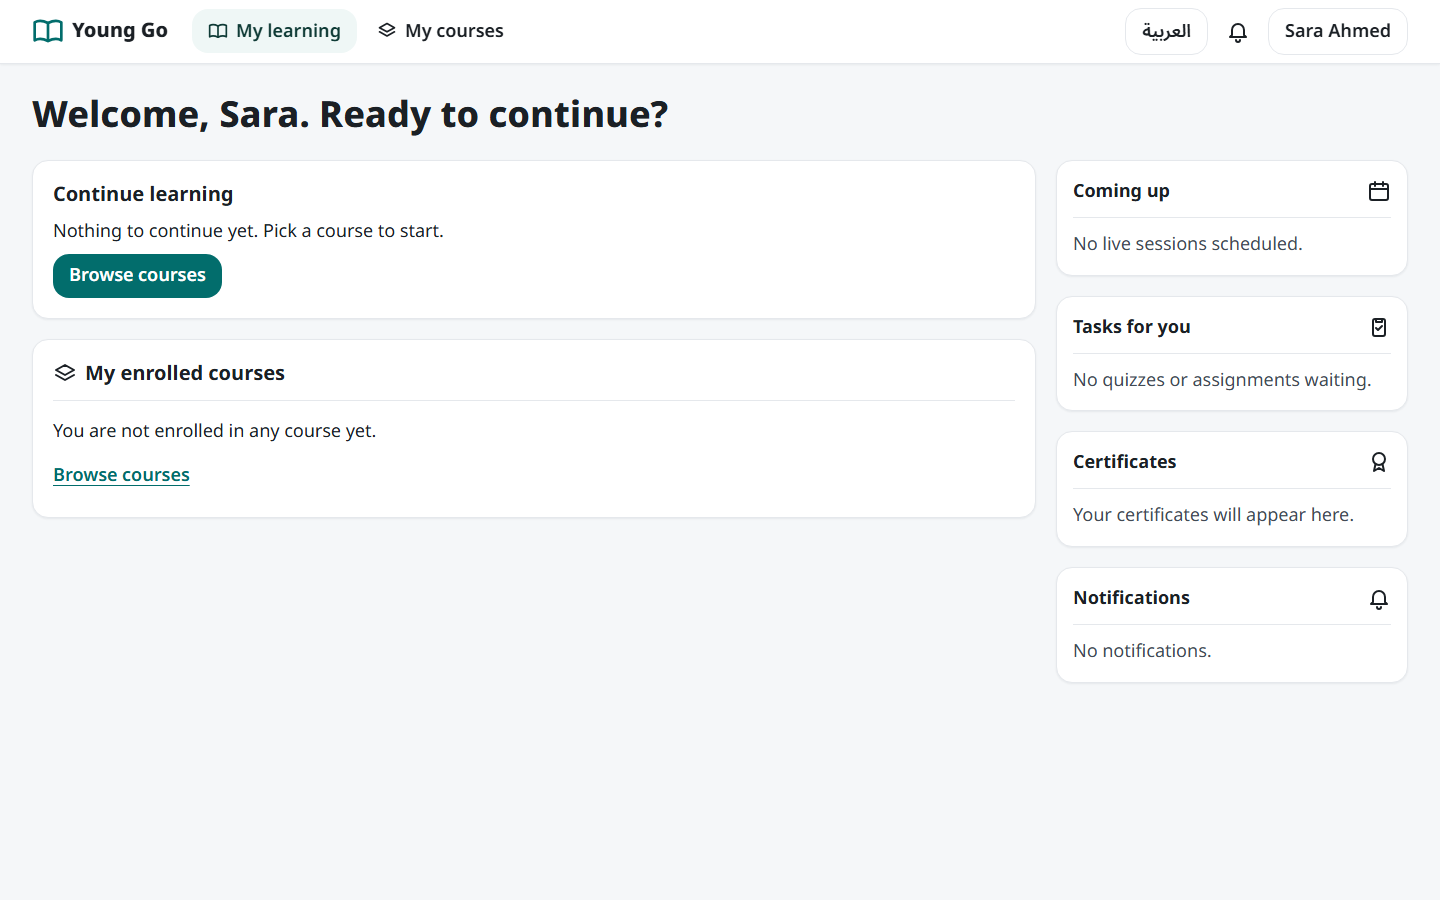 Young Go
My learning
My courses
العربية
Sara Ahmed
Welcome, Sara. Ready to continue?
Continue learning
Nothing to continue yet. Pick a course to start.
Browse courses
My enrolled courses
You are not enrolled in any course yet.
Browse courses
Coming up
No live sessions scheduled.
Tasks for you
No quizzes or assignments waiting.
Certificates
Your certificates will appear here.
Notifications
No notifications.